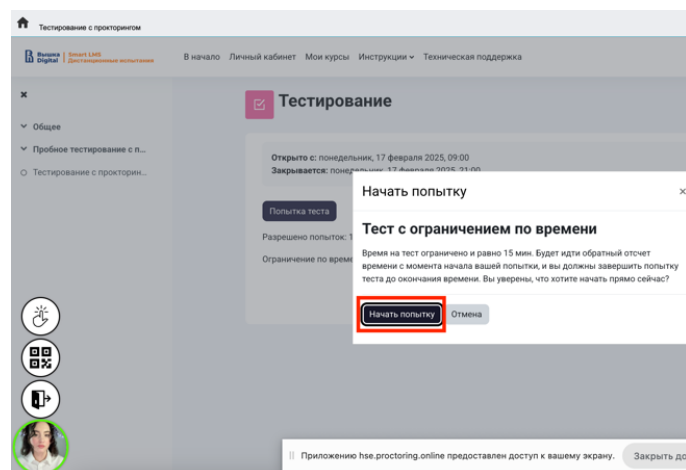 Тестирование с прокторингом
Вышка Digital | Smart LMS Дистанционные испытания
В начало Личный кабинет Мои курсы Инструкции Техническая поддержка
Общее
Пробное тестирование с п...
Тестирование с прокторин...
Тестирование
Открыто с: понедельник, 17 февраля 2025, 09:00
Закрывается: понедельник, 17 февраля 2025, 21:00
Попытка теста
Разрешено попыток: 1
Ограничение по време
Начать попытку
Тест с ограничением по времени
Время на тест ограничено и равно 15 мин. Будет идти обратный отсчет
времени с момента начала вашей попытки, и вы должны завершить попытку
теста до окончания времени. Вы уверены, что хотите начать прямо сейчас?
Начать попытку Отмена
Приложению hse.proctoring.online предоставлен доступ к вашему экрану. Закрыть до